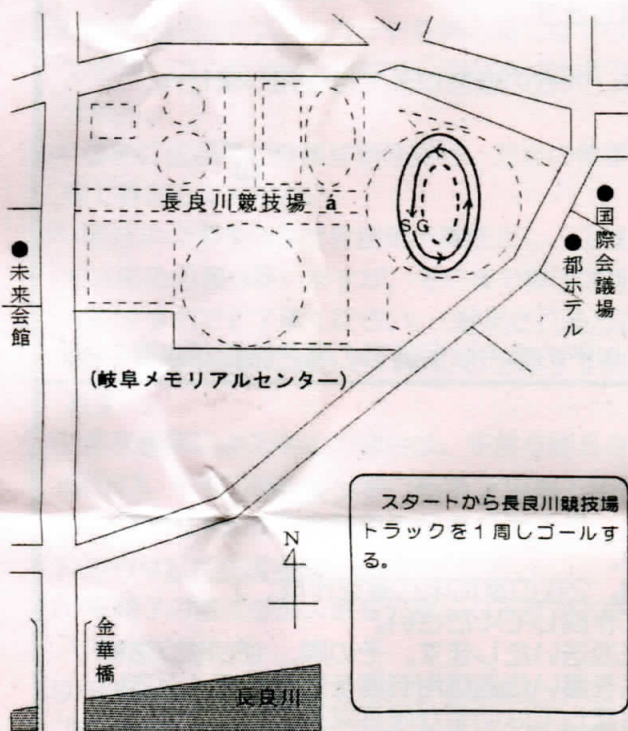 長良川競技場 á
S G
●国際会議場
●都ホテル
●未来会館
(岐阜メモリアルセンター)
スタートから長良川競技場
トラックを1周しゴールす
る。
N
金華橋
長良川